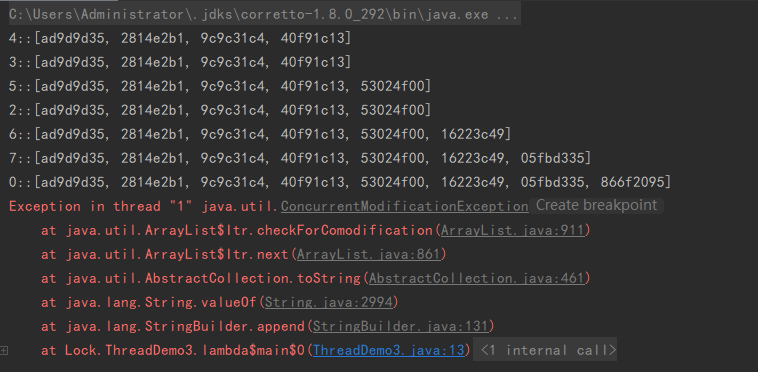 C:\Users\Administrator\.jdks\corretto-1.8.0_292\bin\java.exe ...
4::[ad9d9d35, 2814e2b1, 9c9c31c4, 40f91c13]
3::[ad9d9d35, 2814e2b1, 9c9c31c4, 40f91c13]
5::[ad9d9d35, 2814e2b1, 9c9c31c4, 40f91c13, 53024f00]
2::[ad9d9d35, 2814e2b1, 9c9c31c4, 40f91c13, 53024f00]
6::[ad9d9d35, 2814e2b1, 9c9c31c4, 40f91c13, 53024f00, 16223c49]
7::[ad9d9d35, 2814e2b1, 9c9c31c4, 40f91c13, 53024f00, 16223c49, 05fbd335]
0::[ad9d9d35, 2814e2b1, 9c9c31c4, 40f91c13, 53024f00, 16223c49, 05fbd335, 866f2095]
Exception in thread "1" java.util.ConcurrentModificationException Create breakpoint
at java.util.ArrayList$Itr.checkForComodification(ArrayList.java:911)
at java.util.ArrayList$Itr.next(ArrayList.java:861)
at java.util.AbstractCollection.toString(AbstractCollection.java:461)
at java.lang.String.valueOf(String.java:2994)
at java.lang.StringBuilder.append(StringBuilder.java:131)
at Lock.ThreadDemo3.lambda$main$0(ThreadDemo3.java:13) <1 internal call>